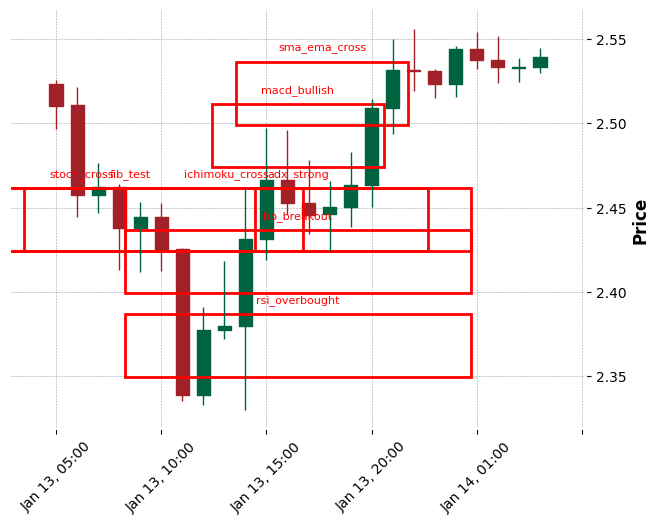 sma_ema_cross
macd_bullish
stoch_cross
fib_test
ichimoku_cross
adx_strong
bb_breakout
rsi_overbought
2.55
2.50
2.45
2.40
2.35
Price
Jan 13, 05:00
Jan 13, 10:00
Jan 13, 15:00
Jan 13, 20:00
Jan 14, 01:00